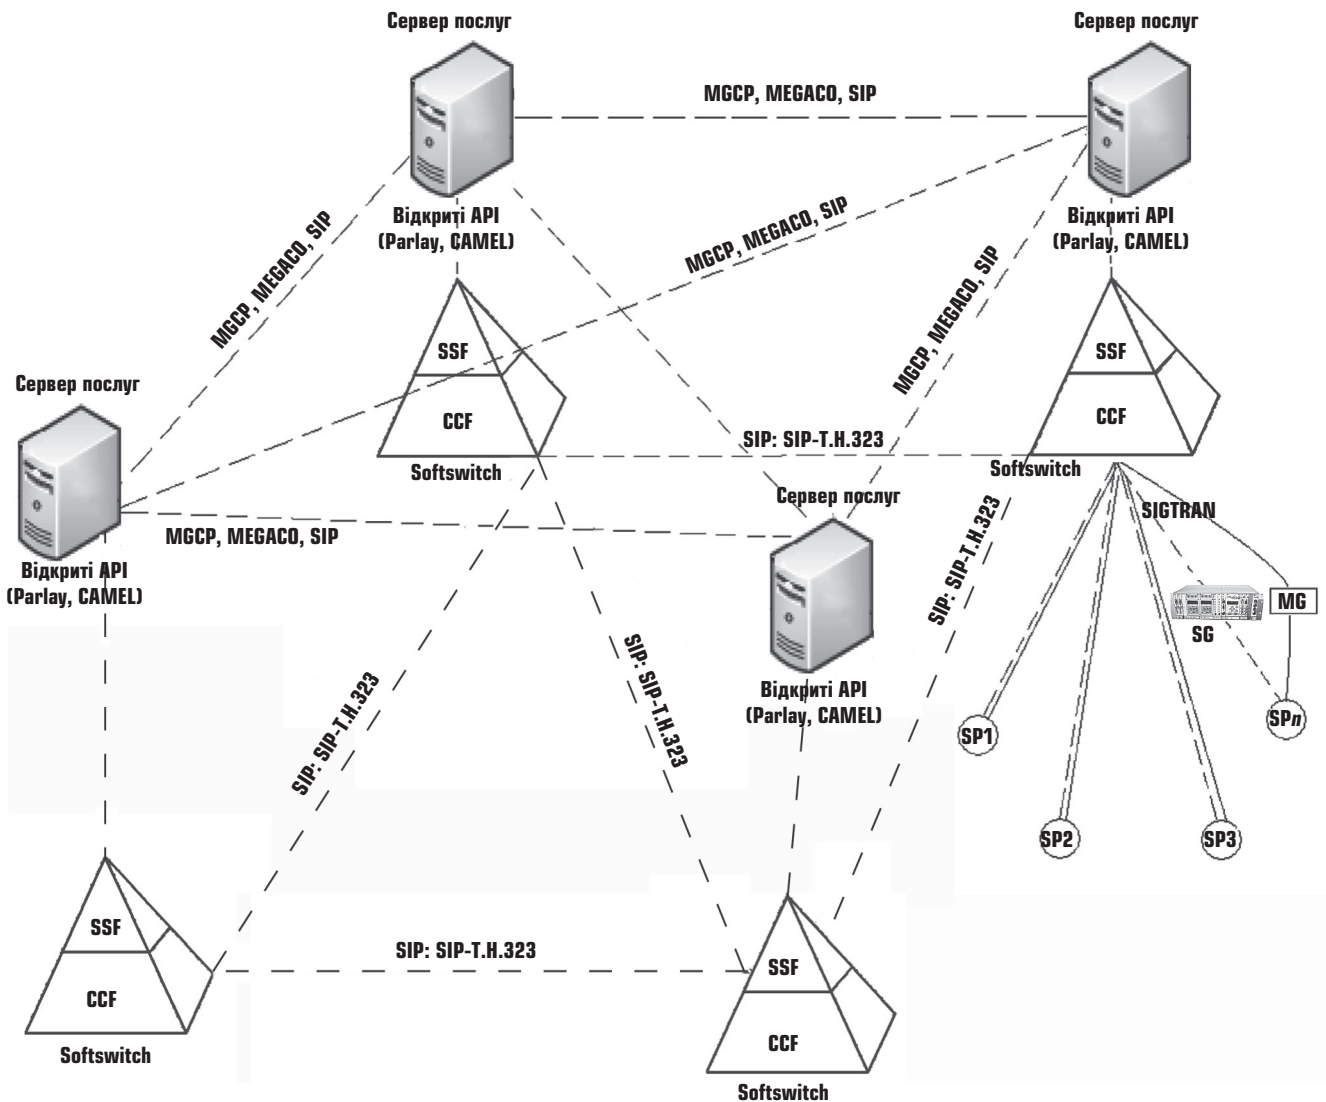 Сервер послуг
Сервер послуг
MGCP, MEGACO, SIP
Відкриті API
(Parlay, CAMEL)
Відкриті API
(Parlay, CAMEL)
MGCP, MEGACO, SIP
MGCP, MEGACO, SIP
MGCP, MEGACO, SIP
SSF
CCF
Softswitch
SSF
CCF
Softswitch
SIP: SIP-T.H.323
Сервер послуг
Сервер послуг
MGCP, MEGACO, SIP
Відкриті API
(Parlay, CAMEL)
SIGTRAN
SG
MG
SIP: SIP-T.H.323
SIP: SIP-T.H.323
SIP: SIP-T.H.323
Відкриті API
(Parlay, CAMEL)
SP1
SPn
SP2
SP3
SSF
CCF
Softswitch
SIP: SIP-T.H.323
SSF
CCF
Softswitch